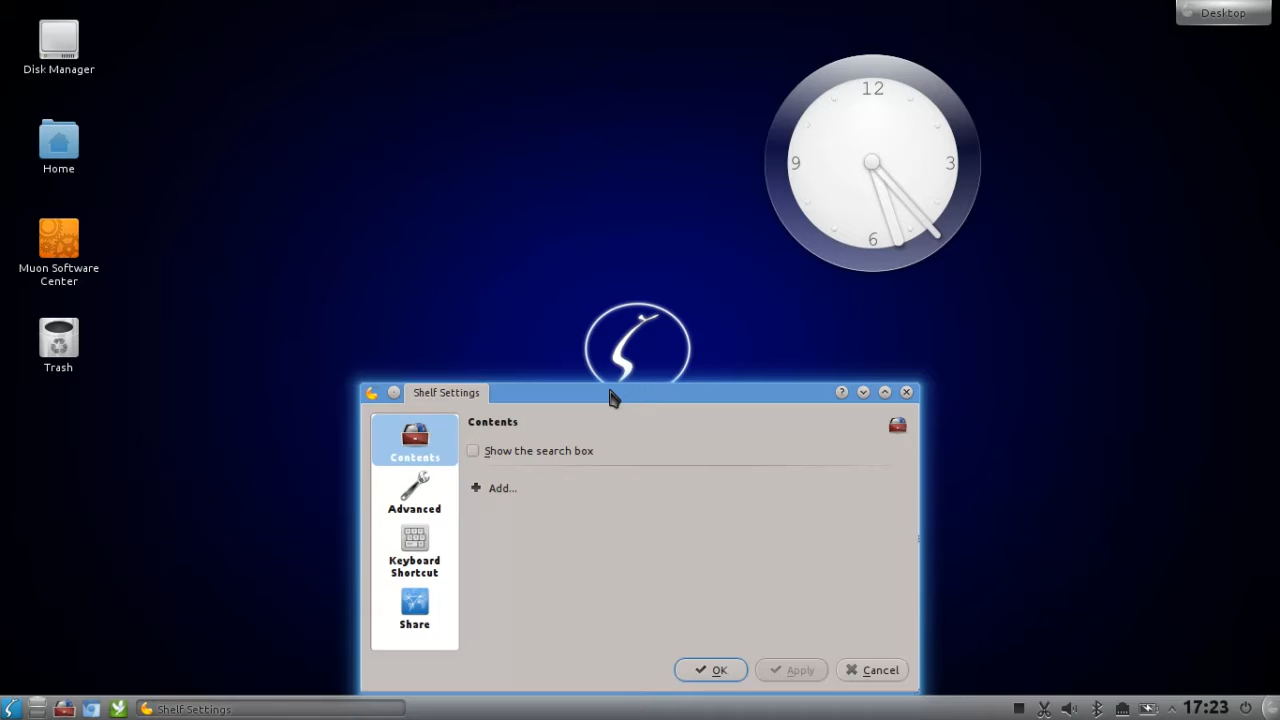 Desktop
Disk Manager
Home
Muon Software
Center
Trash
12
9
3
6
Shelf Settings
Contents
Advanced
Keyboard
Shortcut
Share
Contents
Show the search box
Add...
OK
Apply
Cancel
Shelf Settings
17:23